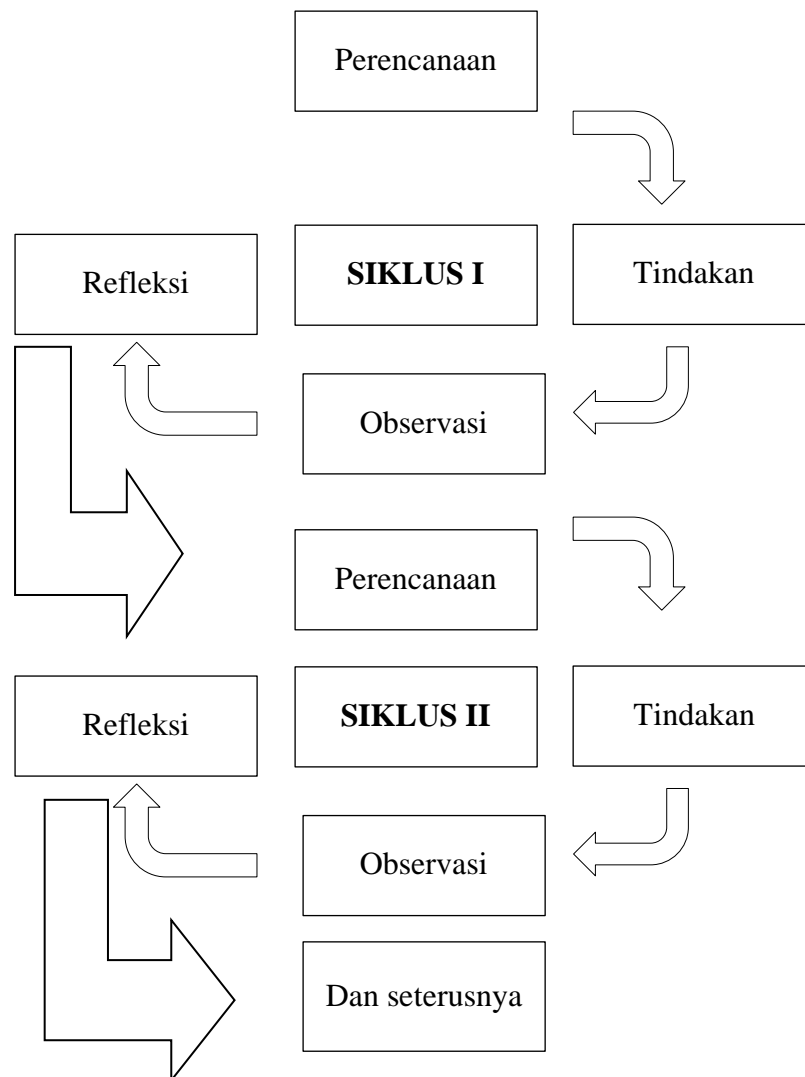 Perencanaan
Refleksi
SIKLUS I
Tindakan
Observasi
Perencanaan
Refleksi
SIKLUS II
Tindakan
Observasi
Dan seterusnya